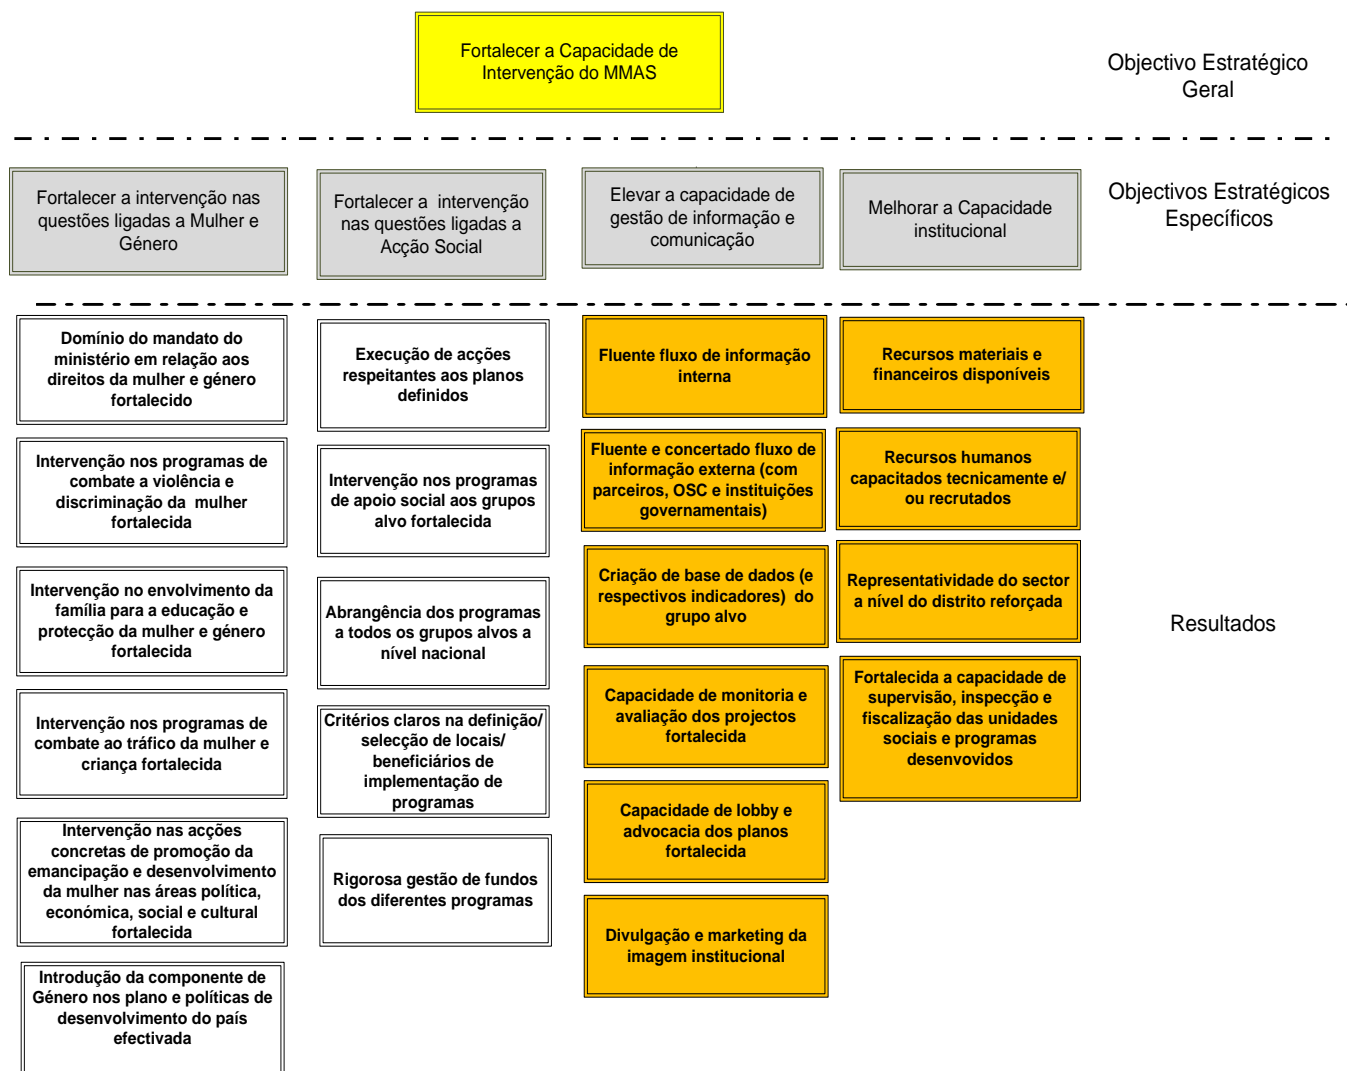 Fortalecer a Capacidade de
Intervenção do MMAS
Objectivo Estratégico
Geral
Fortalecer a intervenção nas
questões ligadas a Mulher e
Género
Fortalecer a  intervenção
nas questões ligadas a
Acção Social
Elevar a capacidade de
gestão de informação e
comunicação
Melhorar a Capacidade
institucional
Objectivos Estratégicos
Específicos
Domínio do mandato do
ministério em relação aos
direitos da mulher e género
fortalecido
Intervenção nos programas de
combate a violência e
discriminação da  mulher
fortalecida
Intervenção no envolvimento da
família para a educação e
protecção da mulher e género
fortalecida
Intervenção nos programas de
combate ao tráfico da mulher e
criança fortalecida
Intervenção nas acções
concretas de promoção da
emancipação e desenvolvimento
da mulher nas áreas política,
económica, social e cultural
fortalecida
Introdução da componente de
Género nos plano e políticas de
desenvolvimento do país
efectivada
Execução de acções
respeitantes aos planos
definidos
Intervenção nos programas
de apoio social aos grupos
alvo fortalecida
Abrangência dos programas
a todos os grupos alvos a
nível nacional
Critérios claros na definição/
selecção de locais/
beneficiários de
implementação de
programas
Rigorosa gestão de fundos
dos diferentes programas
Fluente fluxo de informação
interna
Fluente e concertado fluxo de
informação externa (com
parceiros, OSC e instituições
governamentais)
Criação de base de dados (e
respectivos indicadores)  do
grupo alvo
Capacidade de monitoria e
avaliação dos projectos
fortalecida
Capacidade de lobby e
advocacia dos planos
fortalecida
Divulgação e marketing da
imagem institucional
Recursos materiais e
financeiros disponíveis
Recursos humanos
capacitados tecnicamente e/
ou recrutados
Representatividade do sector
a nível do distrito reforçada
Fortalecida a capacidade de
supervisão, inspecção e
fiscalização das unidades
sociais e programas
desenvovidos
Resultados